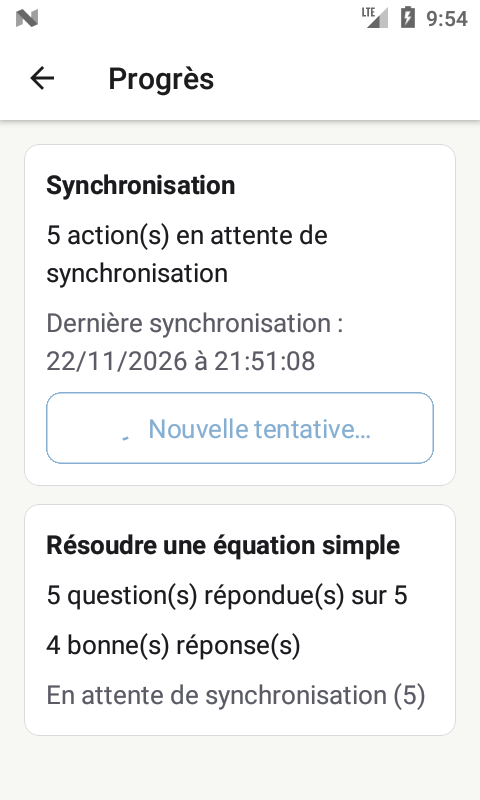 LTE 9:54
Progrès
Synchronisation
5 action(s) en attente de
synchronisation
Dernière synchronisation :
22/11/2026 à 21:51:08
Nouvelle tentative…
Résoudre une équation simple
5 question(s) répondue(s) sur 5
4 bonne(s) réponse(s)
En attente de synchronisation (5)